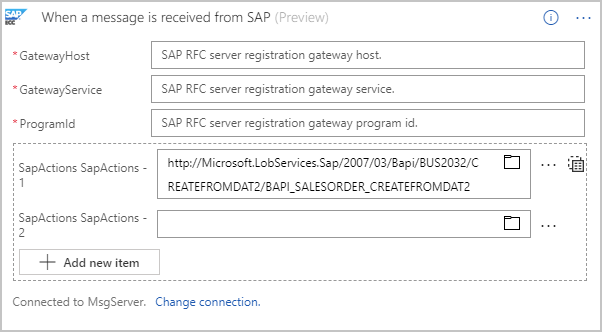 SAP
ECC
When a message is received from SAP (Preview)
* GatewayHost
SAP RFC server registration gateway host.
* GatewayService
SAP RFC server registration gateway service.
* ProgramId
SAP RFC server registration gateway program id.
SapActions SapActions -
1
http://Microsoft.LobServices.Sap/2007/03/Bapi/BUS2032/C
REATEFROMDAT2/BAPI_SALESORDER_CREATEFROMDAT2
SapActions SapActions -
2
Add new item
Connected to MsgServer. Change connection.